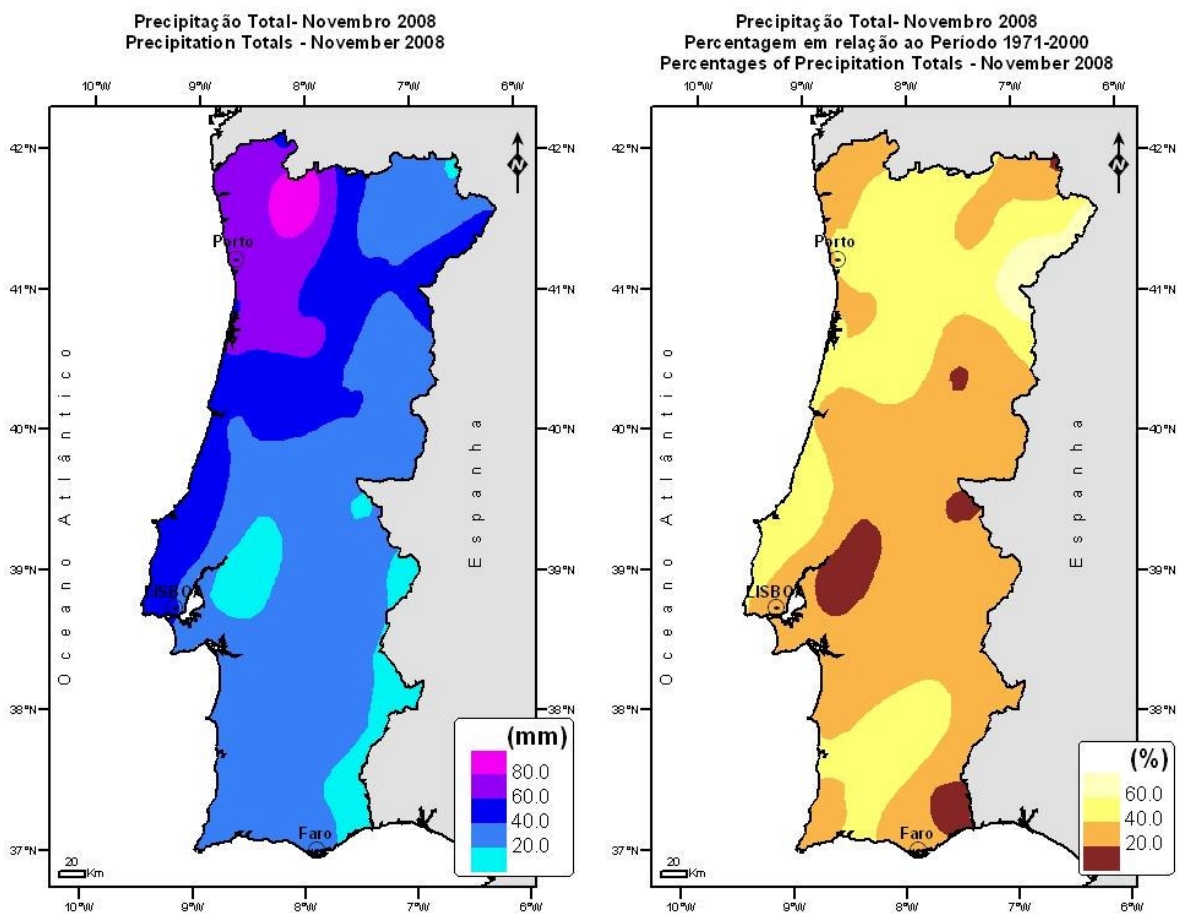 Precipitação Total- Novembro 2008
Precipitation Totals - November 2008
10°W 9°W 8°W 7°W 6°W
42°N
41°N
40°N
39°N
38°N
37°N
42°N
41°N
40°N
39°N
38°N
37°N
N
Porto
LISBOA
Faro
Oceano Atlântico
Espanha
(mm)
80.0
60.0
40.0
20.0
20
Km
10°W 9°W 8°W 7°W 6°W
Precipitação Total- Novembro 2008
Percentagem em relação ao Período 1971-2000
Percentages of Precipitation Totals - November 2008
10°W 9°W 8°W 7°W 6°W
42°N
41°N
40°N
39°N
38°N
37°N
42°N
41°N
40°N
39°N
38°N
37°N
N
Porto
LISBOA
Faro
Oceano Atlântico
Espanha
(%)
60.0
40.0
20.0
20
Km
10°W 9°W 8°W 7°W 6°W